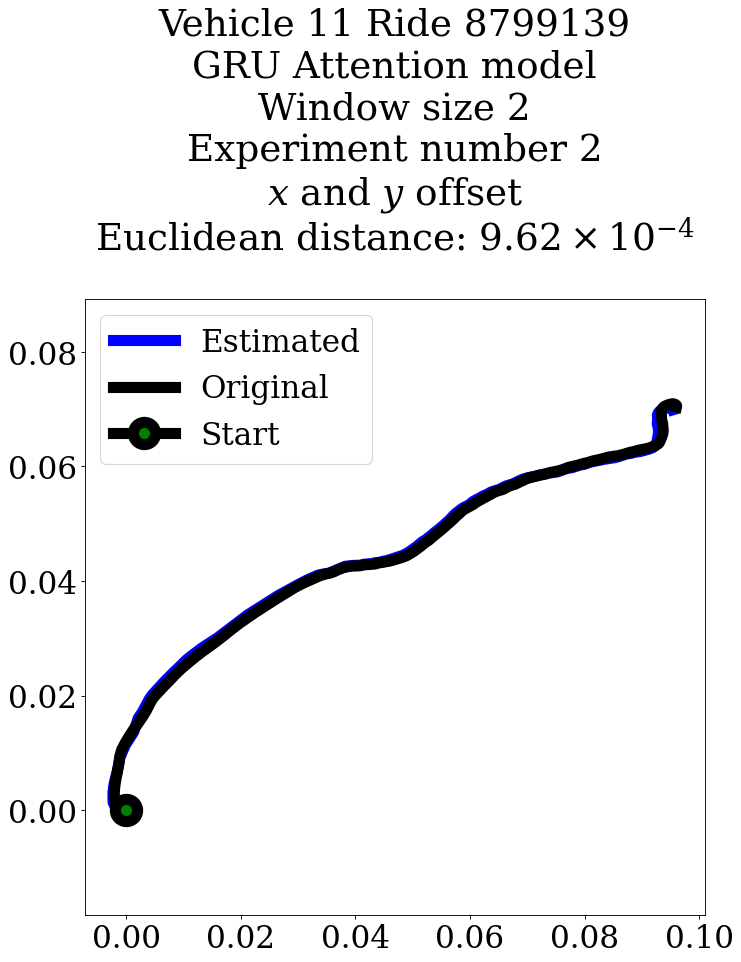 Vehicle 11 Ride 8799139
GRU Attention model
Window size 2
Experiment number 2
x and y offset
Euclidean distance: 9.62 × 10⁻⁴
Estimated
Original
Start
0.08
0.06
0.04
0.02
0.00
0.00 0.02 0.04 0.06 0.08 0.10